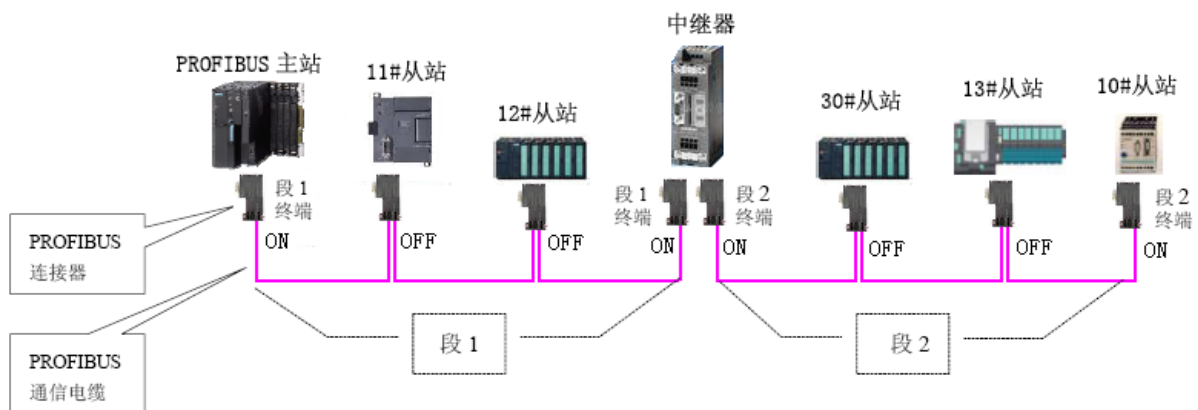 中继器
PROFIBUS 主站
11#从站
12#从站
30#从站
13#从站
10#从站
段 1
终端
段 1
终端
段 2
终端
段 2
终端
ON
OFF
OFF
ON
ON
OFF
OFF
ON
PROFIBUS
连接器
段 1
段 2
PROFIBUS
通信电缆